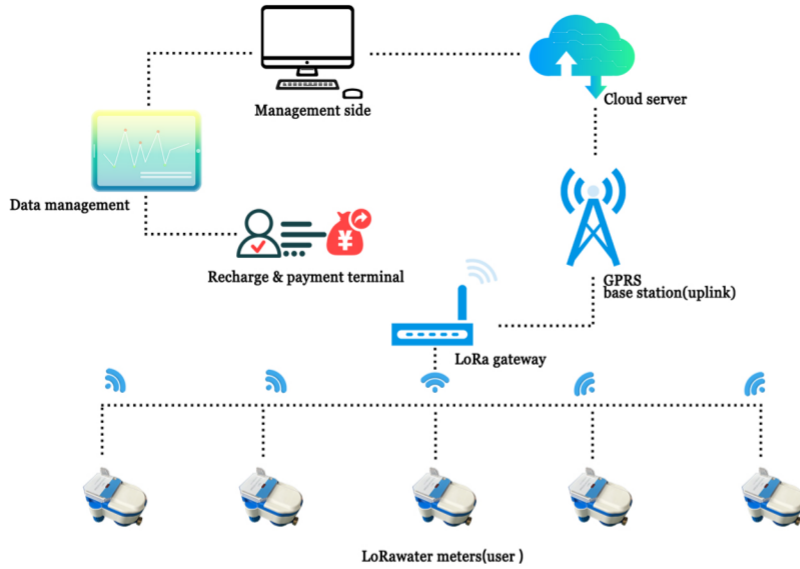 Management side
Cloud server
Data management
Recharge & payment terminal
¥
GPRS
base station(uplink)
LoRa gateway
LoRawater meters(user )